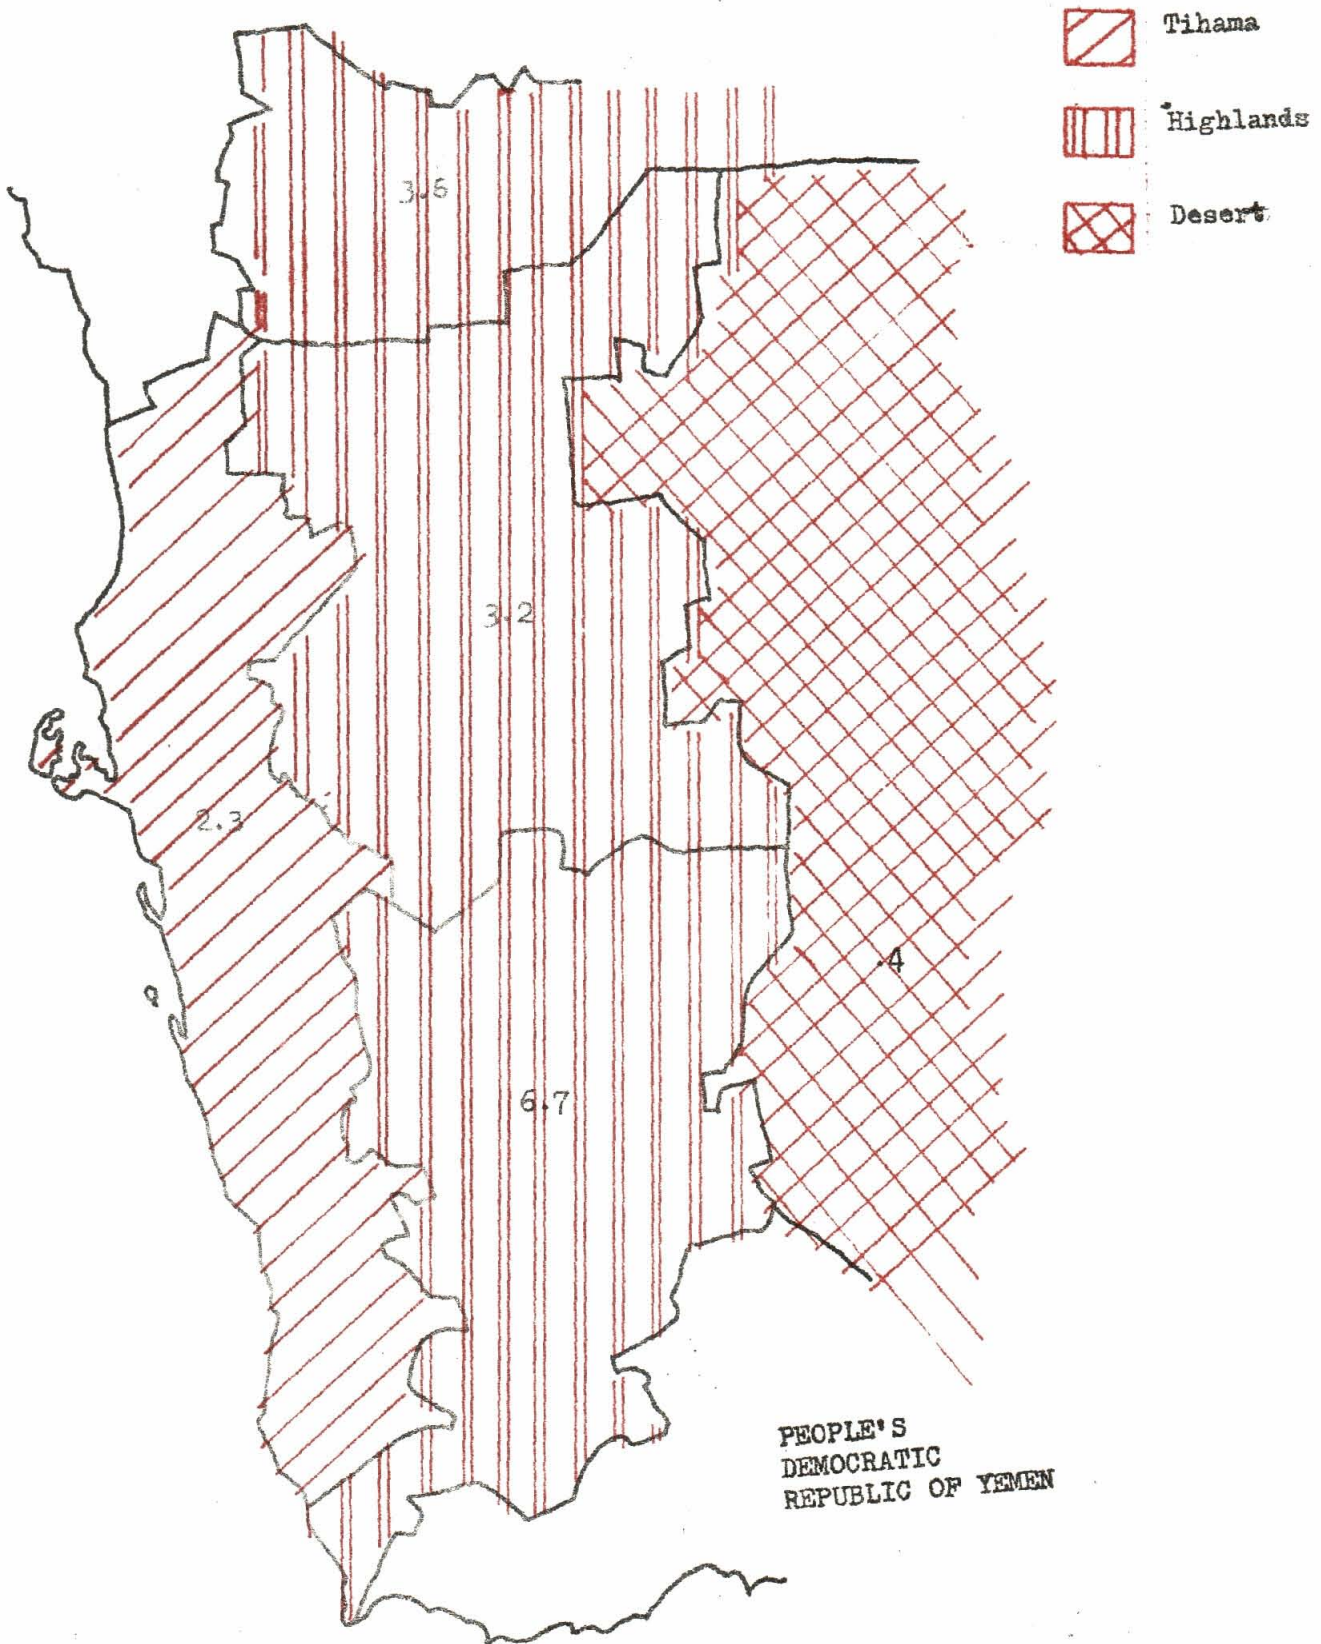 Tihama
Highlands
Desert
3.6
3.2
2.3
.4
6.7
PEOPLE'S
DEMOCRATIC
REPUBLIC OF YEMEN